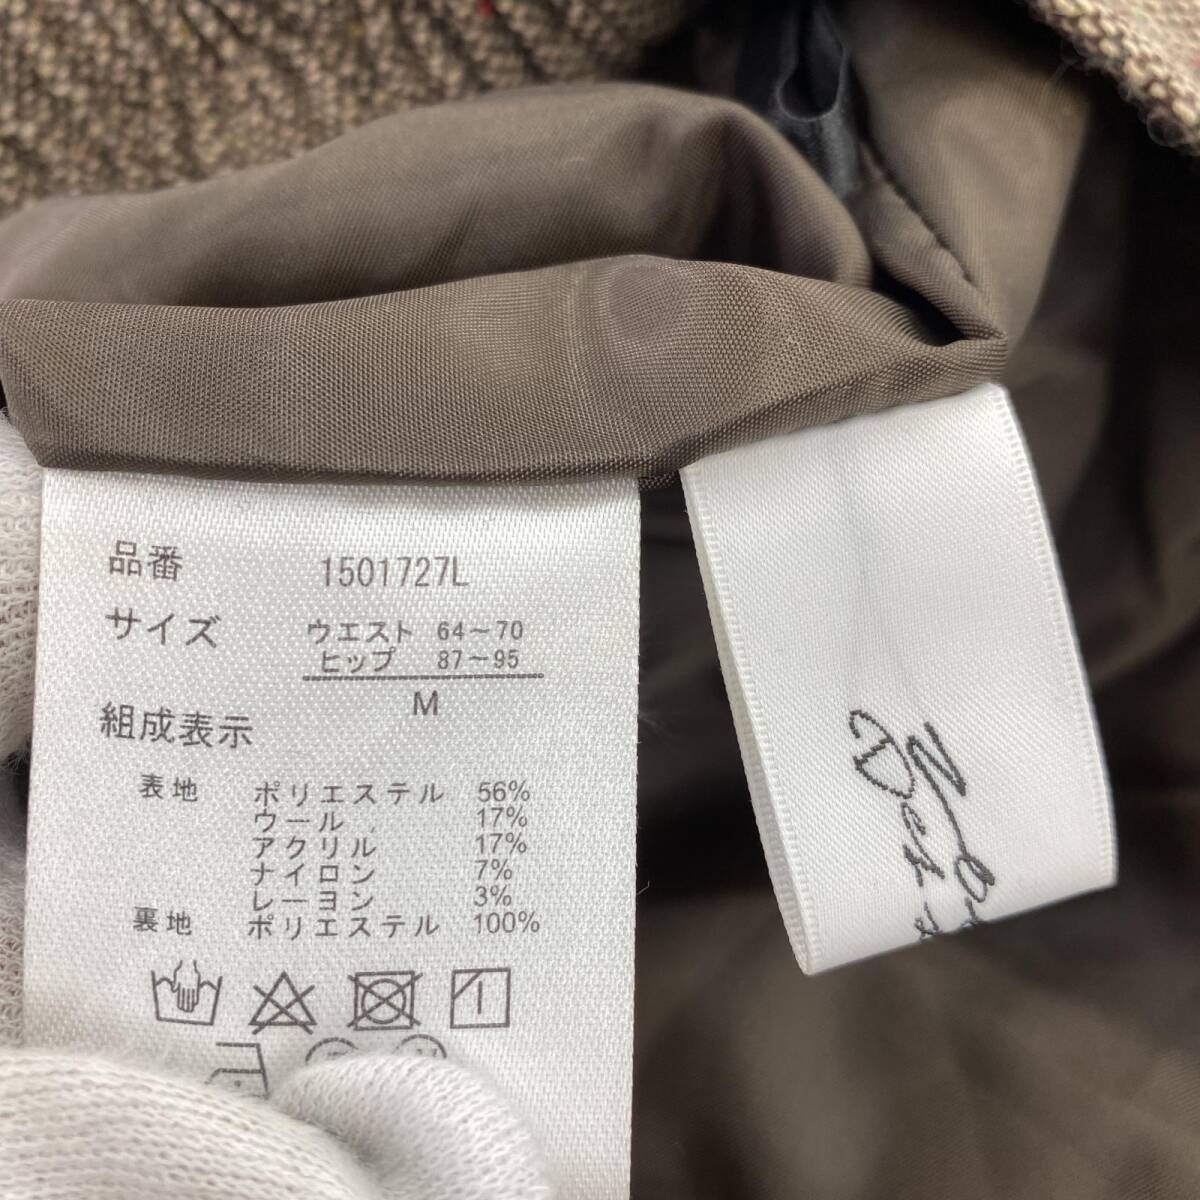 品番 1501727L
サイズ ウエスト 64～70
ヒップ 87～95
M
組成表示
表地 ポリエステル 56%
ウール 17%
アクリル 17%
ナイロン 7%
レーヨン 3%
裏地 ポリエステル 100%